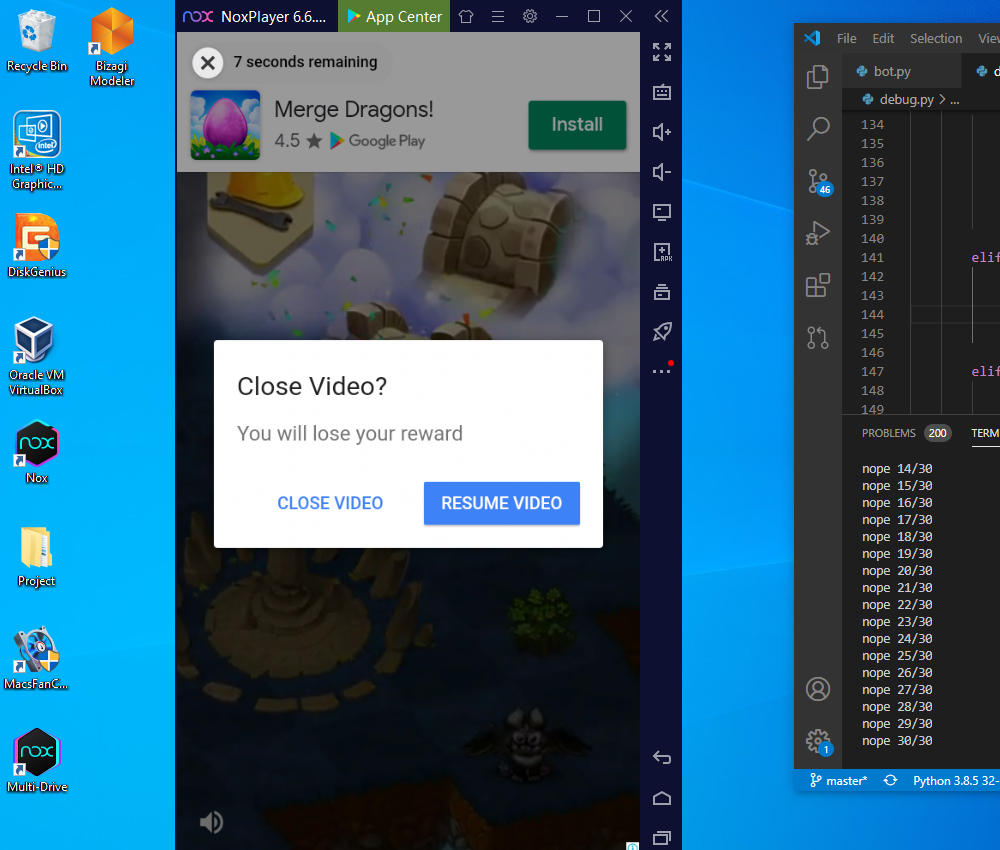 Recycle Bin
Bizagi
Modeler
Intel® HD
Graphic...
DiskGenius
Oracle VM
VirtualBox
Nox
Project
MacsFanC...
Multi-Drive
nox NoxPlayer 6.6.... App Center
7 seconds remaining
Merge Dragons!
4.5 ★ Google Play
Install
Close Video?
You will lose your reward
CLOSE VIDEO RESUME VIDEO
APK
File Edit Selection View
bot.py
debug.py > ...
134
135
136
137
138
139
140
141 elif
142
143
144
145
146
147 elif
148
149
46
PROBLEMS 200 TERM
nope 14/30
nope 15/30
nope 16/30
nope 17/30
nope 18/30
nope 19/30
nope 20/30
nope 21/30
nope 22/30
nope 23/30
nope 24/30
nope 25/30
nope 26/30
nope 27/30
nope 28/30
nope 29/30
nope 30/30
1
master* Python 3.8.5 32-